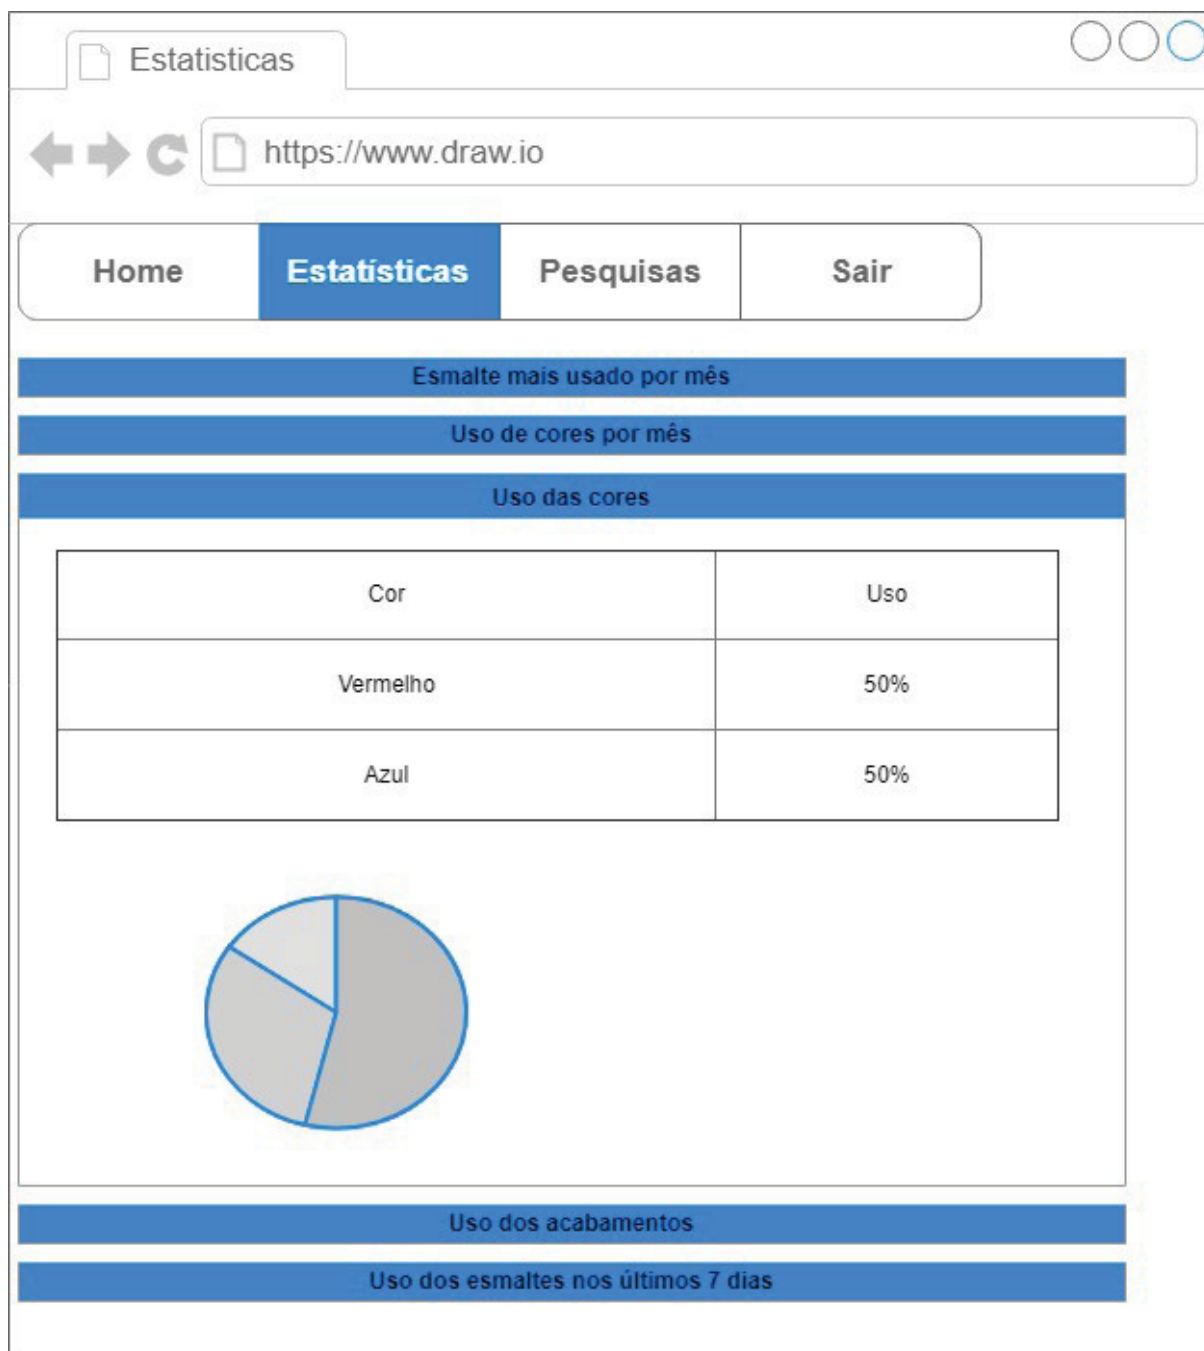 Estatisticas
https://www.draw.io
Home Estatísticas Pesquisas Sair
Esmalte mais usado por mês
Uso de cores por mês
Uso das cores
Cor Uso
Vermelho 50%
Azul 50%
Uso dos acabamentos
Uso dos esmaltes nos últimos 7 dias